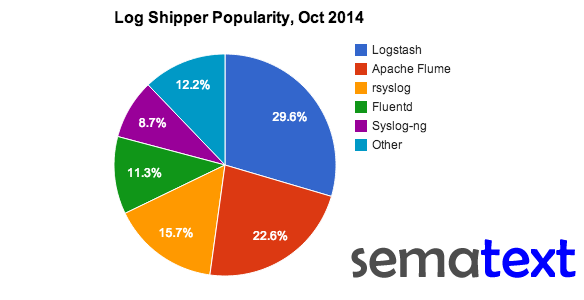 Log Shipper Popularity, Oct 2014
Logstash
Apache Flume
rsyslog
Fluentd
Syslog-ng
Other
29.6%
22.6%
15.7%
11.3%
8.7%
12.2%
sematext